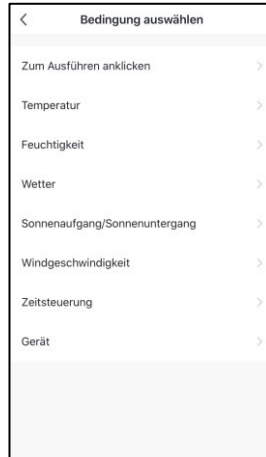 Bedingung auswählen
Zum Ausführen anklicken
Temperatur
Feuchtigkeit
Wetter
Sonnenaufgang/Sonnenuntergang
Windgeschwindigkeit
Zeitsteuerung
Gerät